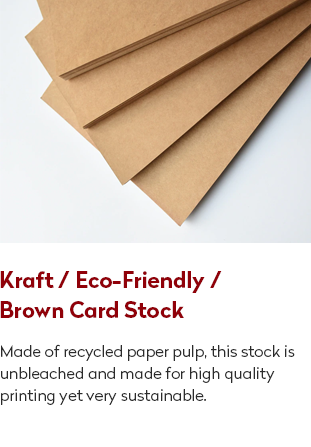 Kraft / Eco-Friendly /
Brown Card Stock
Made of recycled paper pulp, this stock is
unbleached and made for high quality
printing yet very sustainable.